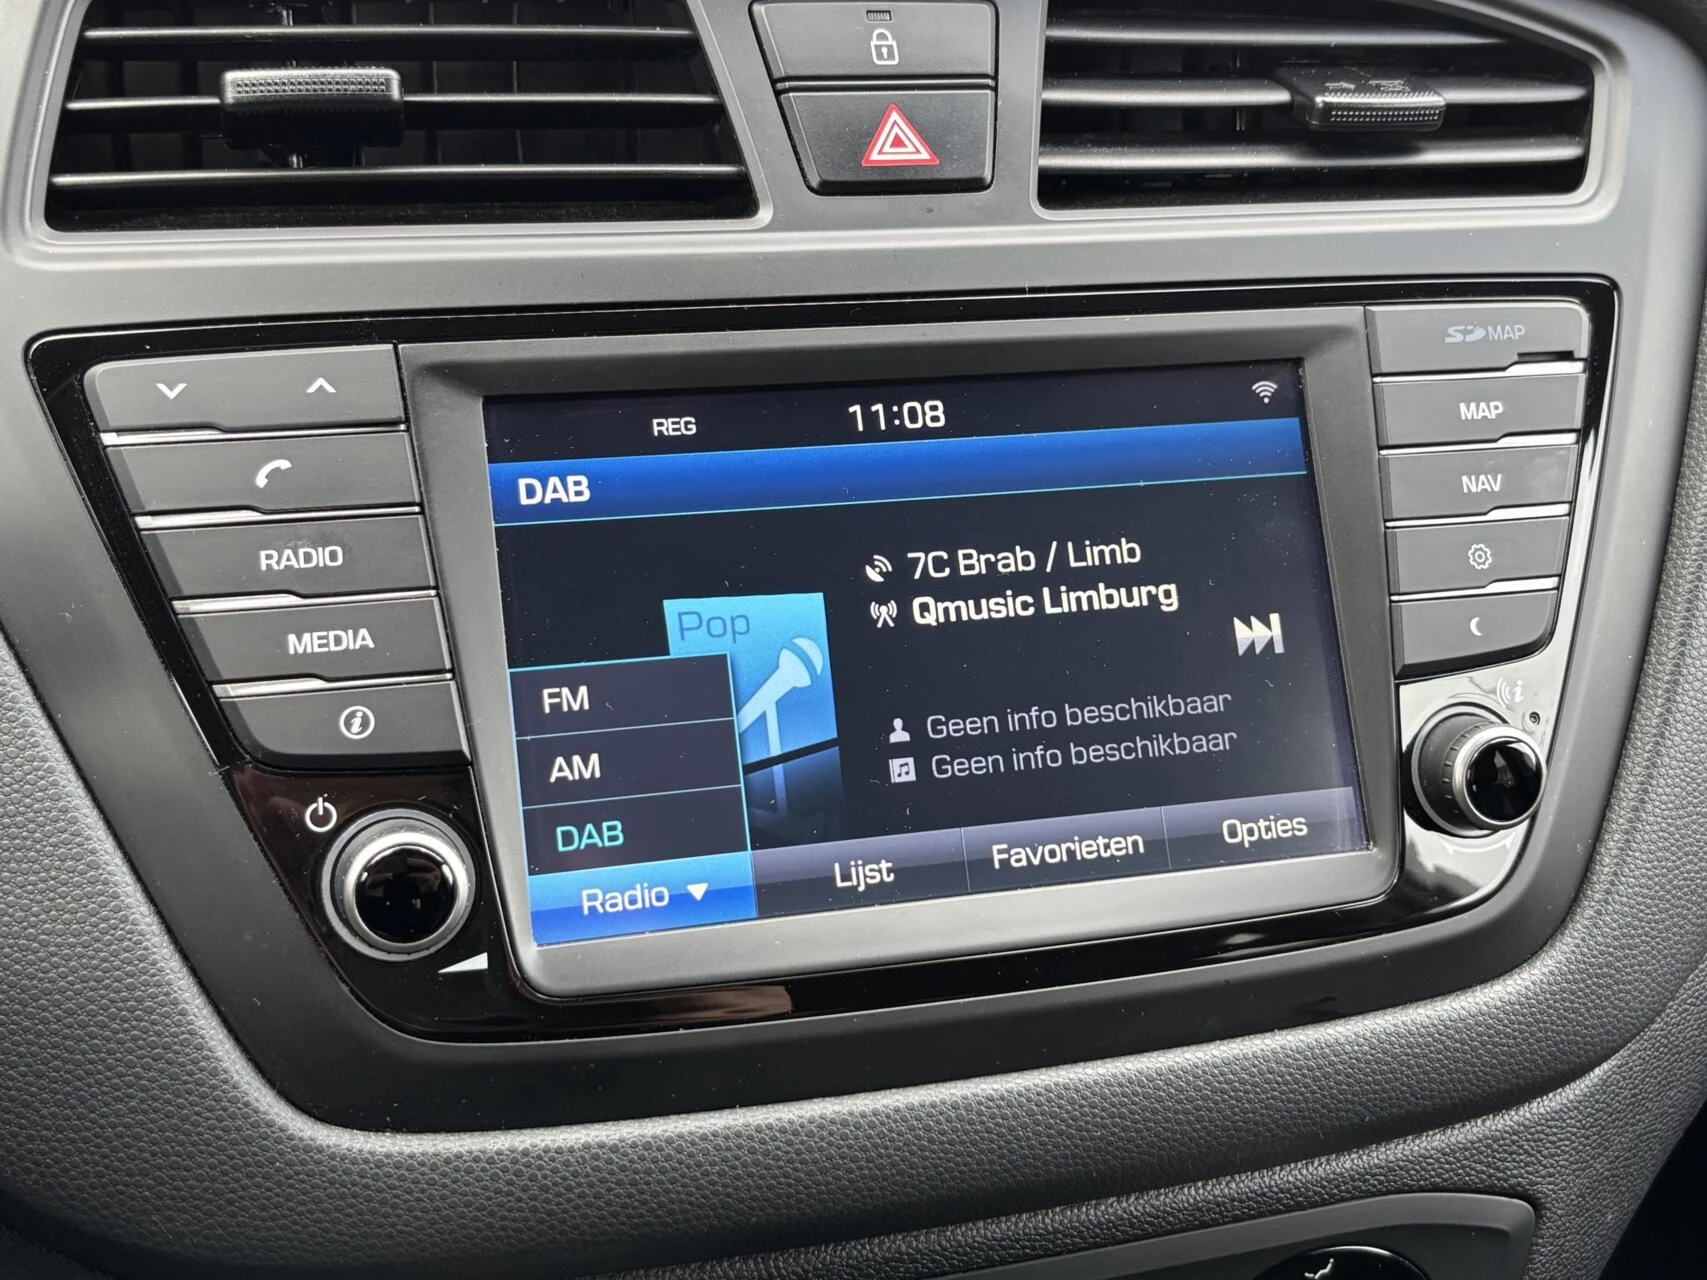 SD MAP
MAP
NAV
RADIO
MEDIA
REG 11:08
DAB
7C Brab / Limb
Qmusic Limburg
Pop
Geen info beschikbaar
Geen info beschikbaar
FM
AM
DAB
Radio Lijst Favorieten Opties